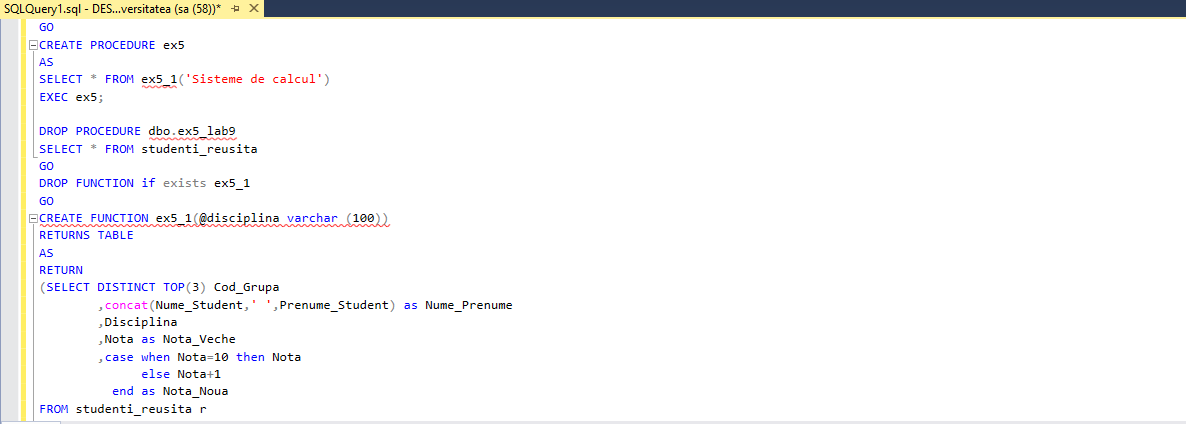 SQLQuery1.sql - DES...versitatea (sa (58))*
GO
CREATE PROCEDURE ex5
AS
SELECT * FROM ex5_1('Sisteme de calcul')
EXEC ex5;
DROP PROCEDURE dbo.ex5_lab9
SELECT * FROM studenti_reusita
GO
DROP FUNCTION if exists ex5_1
GO
CREATE FUNCTION ex5_1(@disciplina varchar (100))
RETURNS TABLE
AS
RETURN
(SELECT DISTINCT TOP(3) Cod_Grupa
,concat(Nume_Student,' ',Prenume_Student) as Nume_Prenume
,Disciplina
,Nota as Nota_Veche
,case when Nota=10 then Nota
else Nota+1
end as Nota_Noua
FROM studenti_reusita r